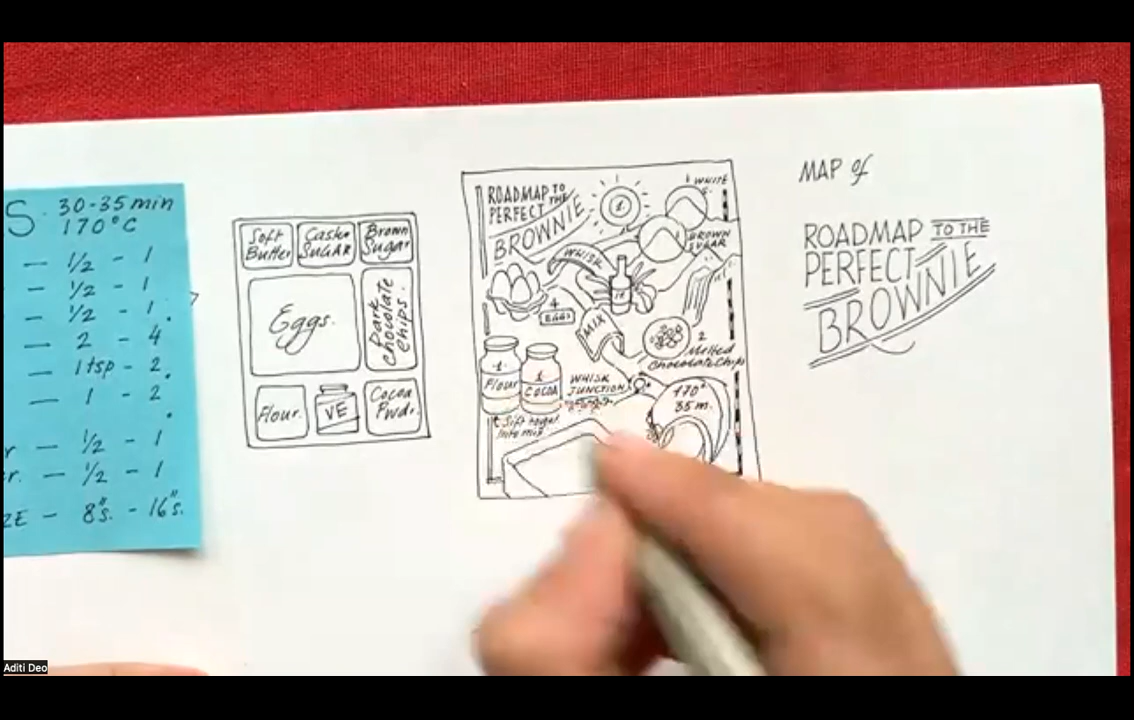 S. 30-35 min
170°C
— 1/2 - 1
— 1/2 - 1
— 1/2 - 1.
— 2 - 4
— 1tsp - 2.
— 1 - 2
r — 1/2 - 1
r. — 1/2 - 1
ZE — 8"s. - 16"s.
Soft Butter
Caster SUGAR
Brown Sugar
Eggs.
Dark chocolate chips.
Flour.
VE
Cocoa Pwdr.
ROADMAP TO THE
PERFECT
BROWNIE
1
WHITE
BROWN
SUGAR
WHISK
4
EGGS
MIX
2
Melted
Chocolate Chips
1
Flour
1
COCOA
WHISK
JUNCTION
170°
35 m.
Sift toget
into mix
MAP of
ROADMAP TO THE
PERFECT
BROWNIE
Aditi Deo